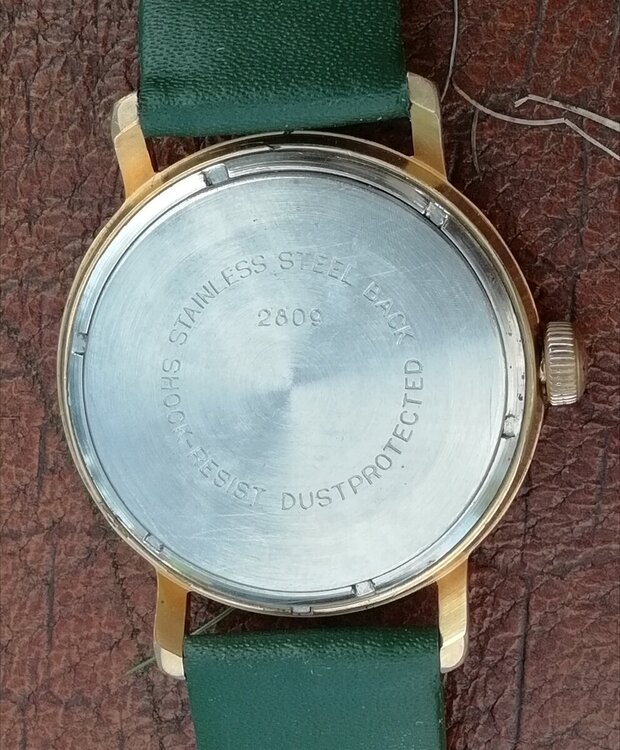 STAINLESS STEEL BACK
2809
SHOCK-RESIST DUSTPROTECTED